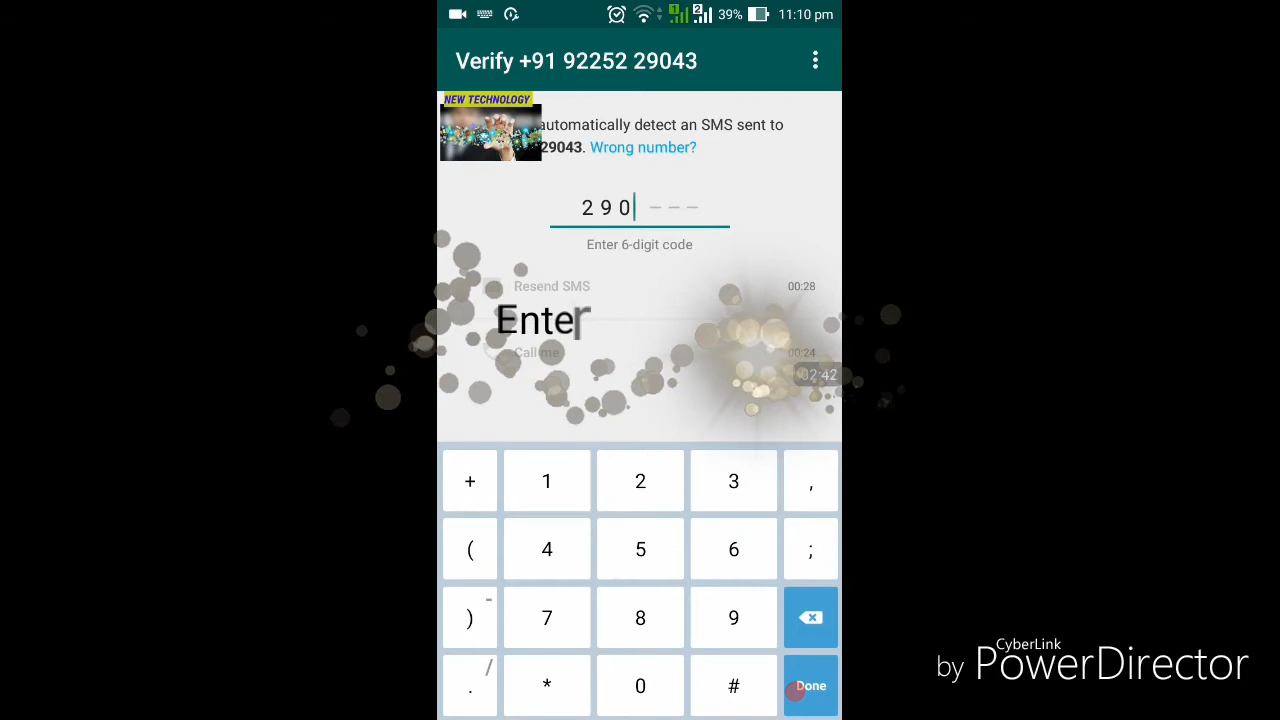 39% 11:10 pm
Verify +91 92252 29043
NEW TECHNOLOGY
automatically detect an SMS sent to
29043. Wrong number?
2 9 0 – – –
Enter 6-digit code
Resend SMS 00:28
Enter
Call me 00:24
02:42
+ 1 2 3 ,
( 4 5 6 ;
) - 7 8 9
. / * 0 # Done
CyberLink
by PowerDirector